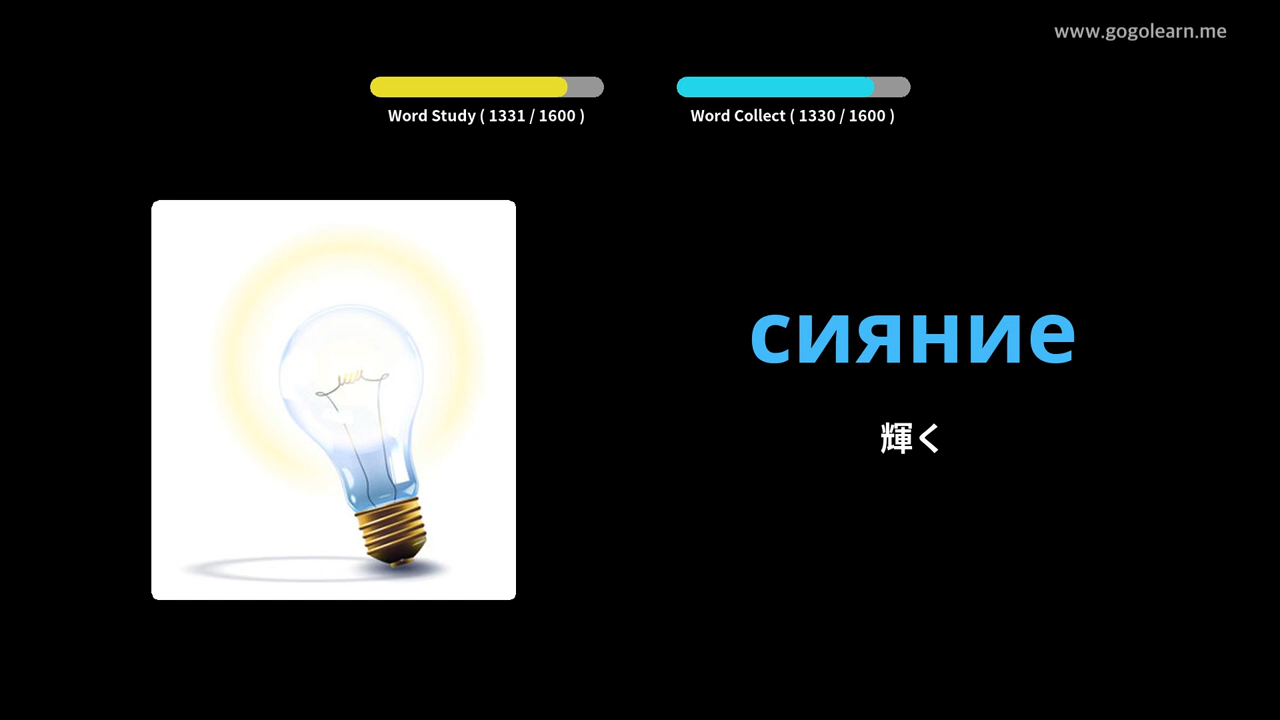 www.gogolearn.me
Word Study ( 1331 / 1600 )
Word Collect ( 1330 / 1600 )
сияние
輝く